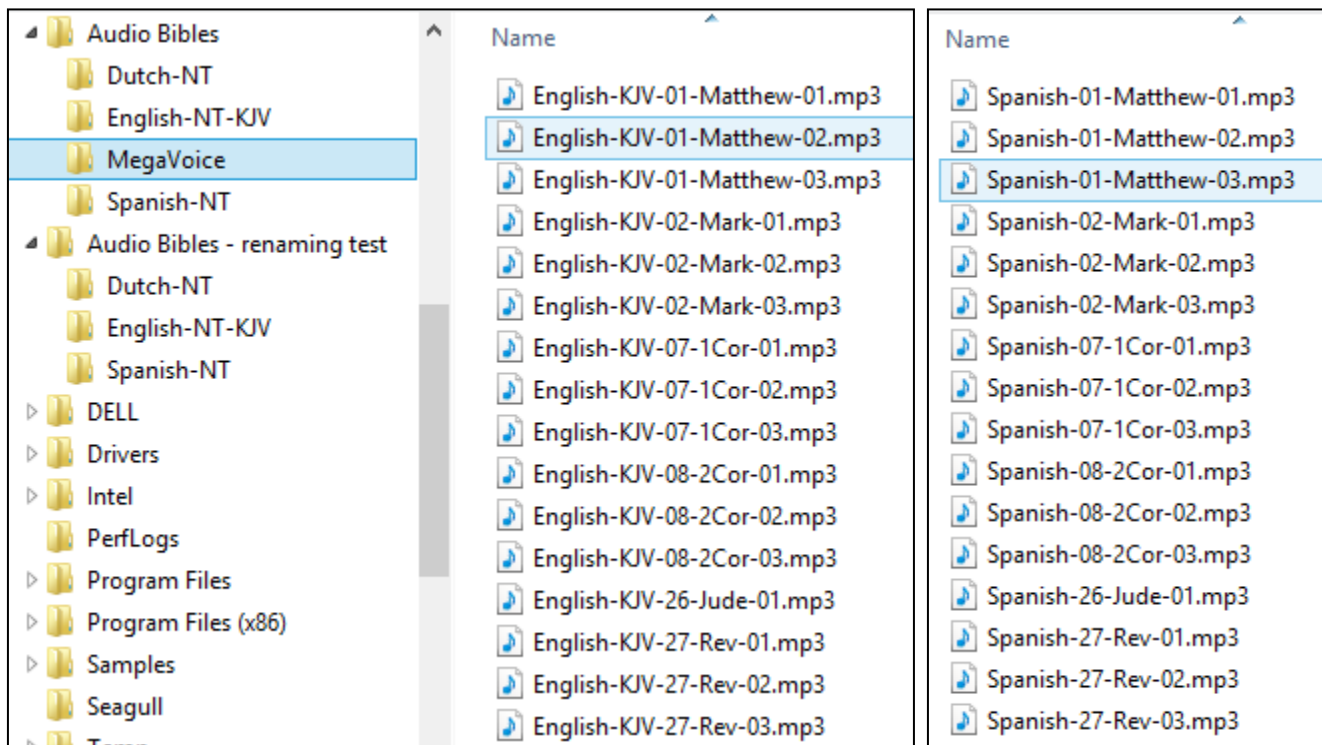 Audio Bibles
Dutch-NT
English-NT-KJV
MegaVoice
Spanish-NT
Audio Bibles - renaming test
Dutch-NT
English-NT-KJV
Spanish-NT
DELL
Drivers
Intel
PerfLogs
Program Files
Program Files (x86)
Samples
Seagull
Name
English-KJV-01-Matthew-01.mp3
English-KJV-01-Matthew-02.mp3
English-KJV-01-Matthew-03.mp3
English-KJV-02-Mark-01.mp3
English-KJV-02-Mark-02.mp3
English-KJV-02-Mark-03.mp3
English-KJV-07-1Cor-01.mp3
English-KJV-07-1Cor-02.mp3
English-KJV-07-1Cor-03.mp3
English-KJV-08-2Cor-01.mp3
English-KJV-08-2Cor-02.mp3
English-KJV-08-2Cor-03.mp3
English-KJV-26-Jude-01.mp3
English-KJV-27-Rev-01.mp3
English-KJV-27-Rev-02.mp3
English-KJV-27-Rev-03.mp3
Name
Spanish-01-Matthew-01.mp3
Spanish-01-Matthew-02.mp3
Spanish-01-Matthew-03.mp3
Spanish-02-Mark-01.mp3
Spanish-02-Mark-02.mp3
Spanish-02-Mark-03.mp3
Spanish-07-1Cor-01.mp3
Spanish-07-1Cor-02.mp3
Spanish-07-1Cor-03.mp3
Spanish-08-2Cor-01.mp3
Spanish-08-2Cor-02.mp3
Spanish-08-2Cor-03.mp3
Spanish-26-Jude-01.mp3
Spanish-27-Rev-01.mp3
Spanish-27-Rev-02.mp3
Spanish-27-Rev-03.mp3